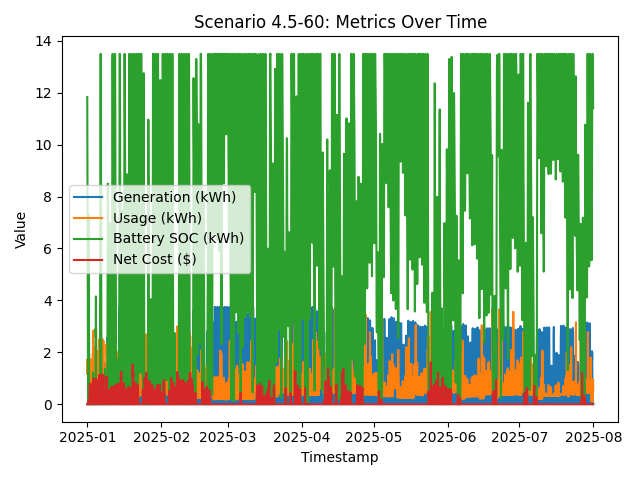 Scenario 4.5-60: Metrics Over Time
Value
14
12
10
8
6
4
2
0
Generation (kWh)
Usage (kWh)
Battery SOC (kWh)
Net Cost ($)
2025-01 2025-02 2025-03 2025-04 2025-05 2025-06 2025-07 2025-08
Timestamp